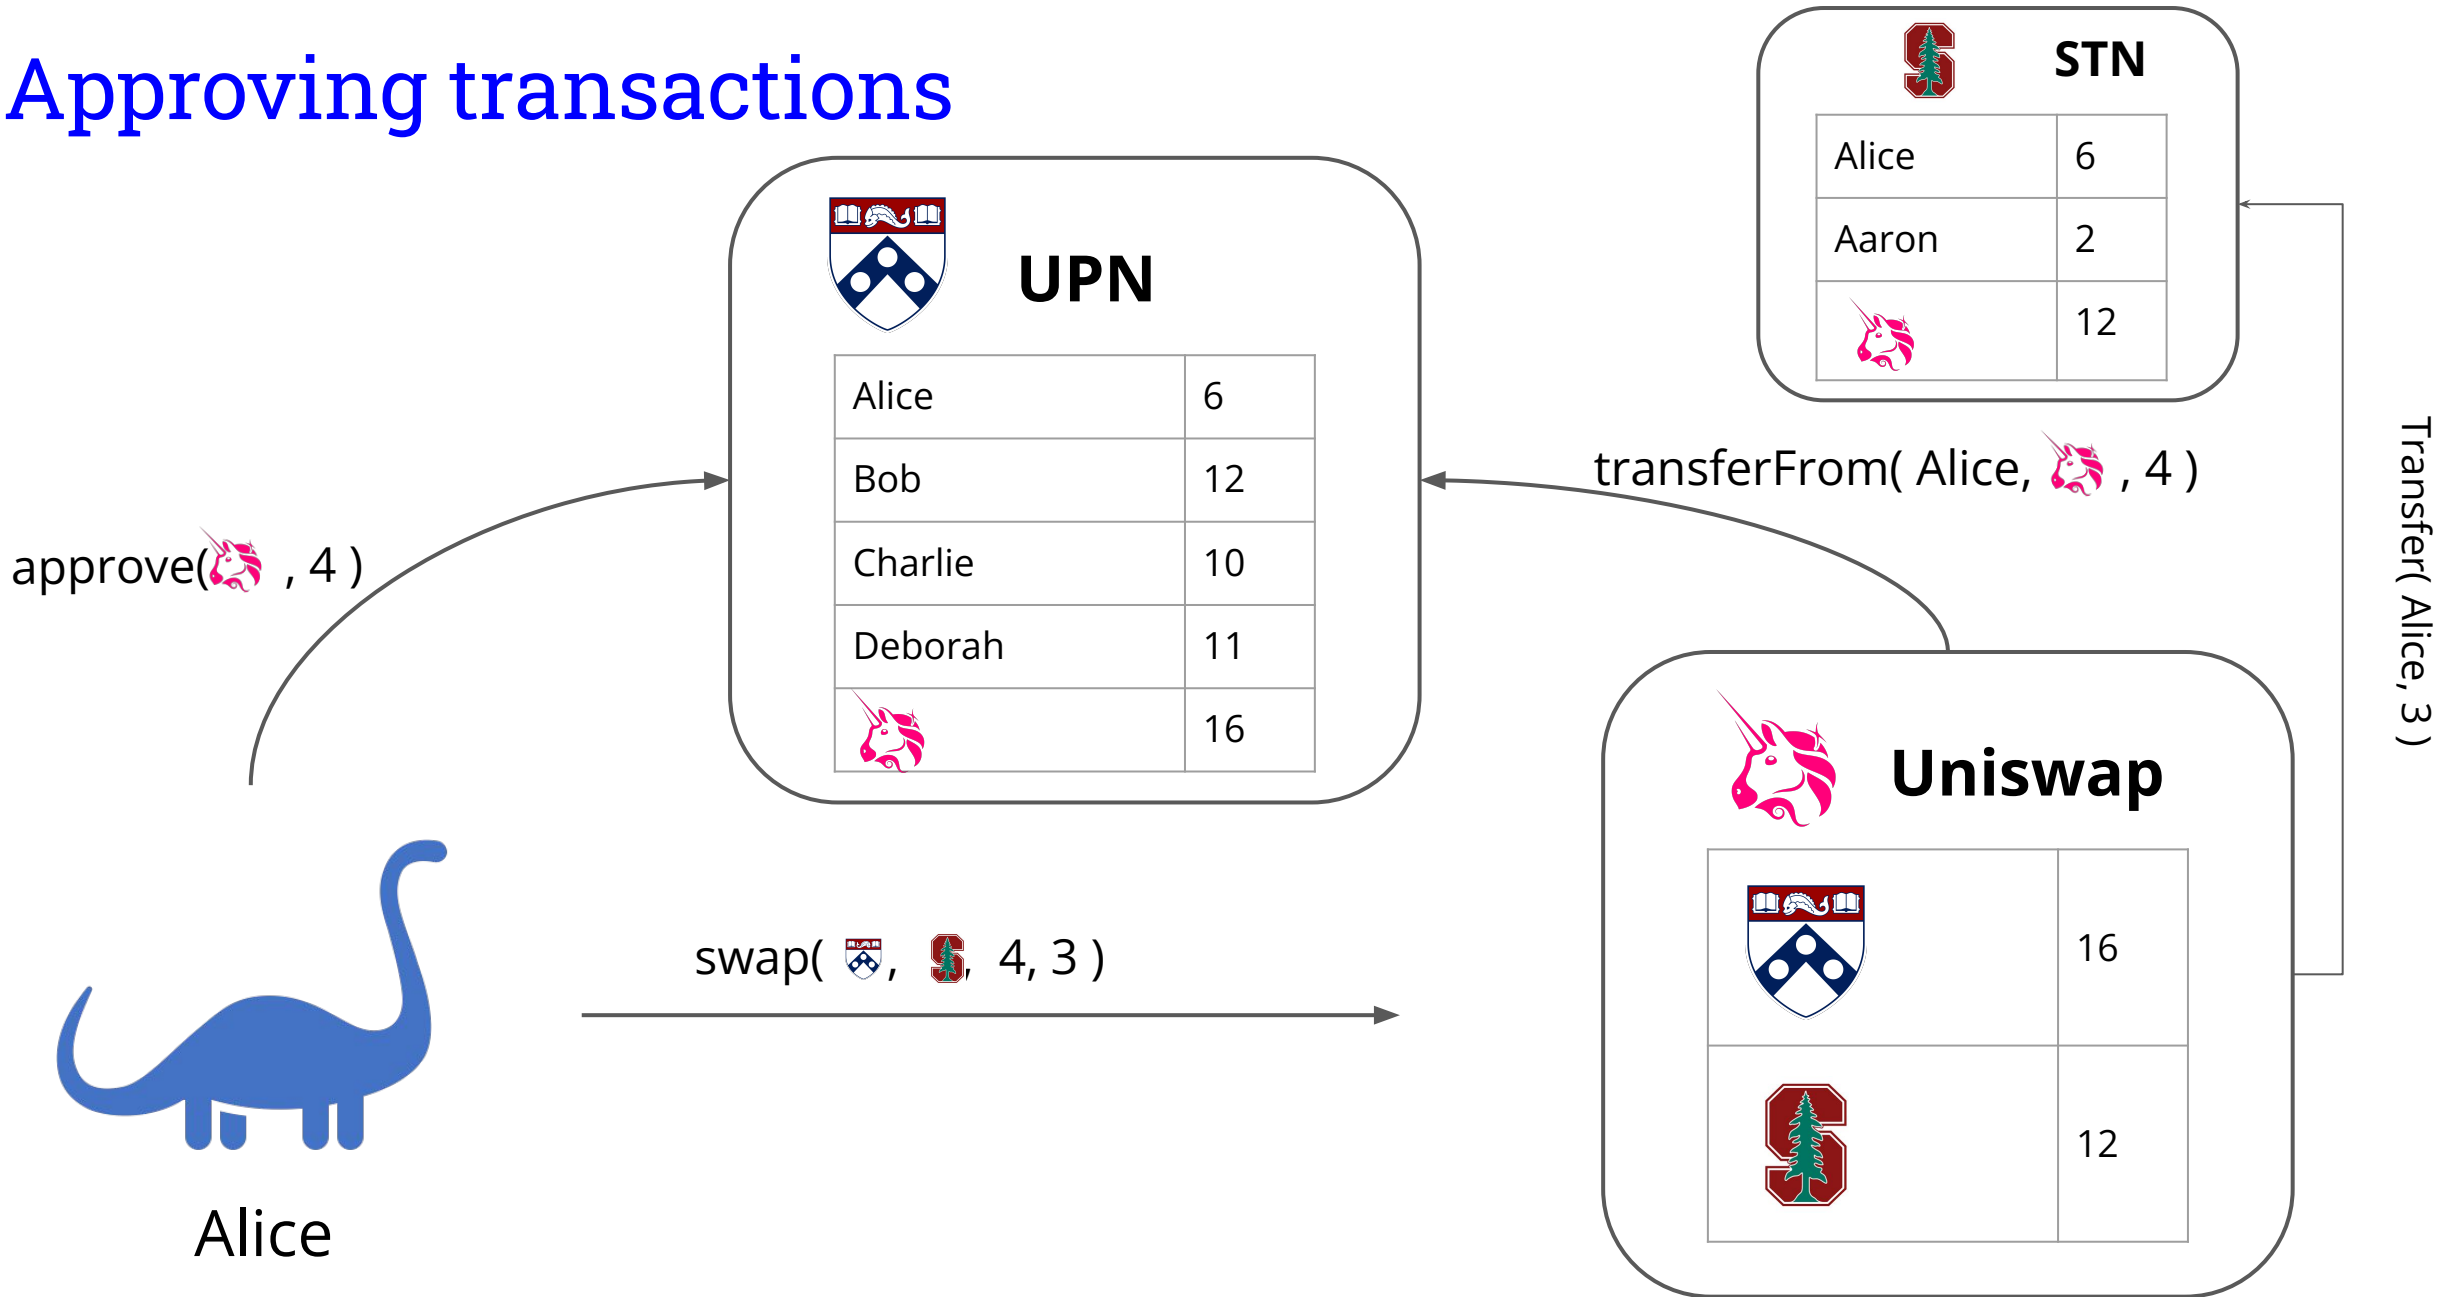 Approving transactions
STN
Alice 6
Aaron 2
12
UPN
Alice 6
Bob 12
Charlie 10
Deborah 11
16
approve( , 4 )
transferFrom( Alice, , 4 )
Transfer( Alice, 3 )
swap( , , 4, 3 )
Uniswap
16
12
Alice